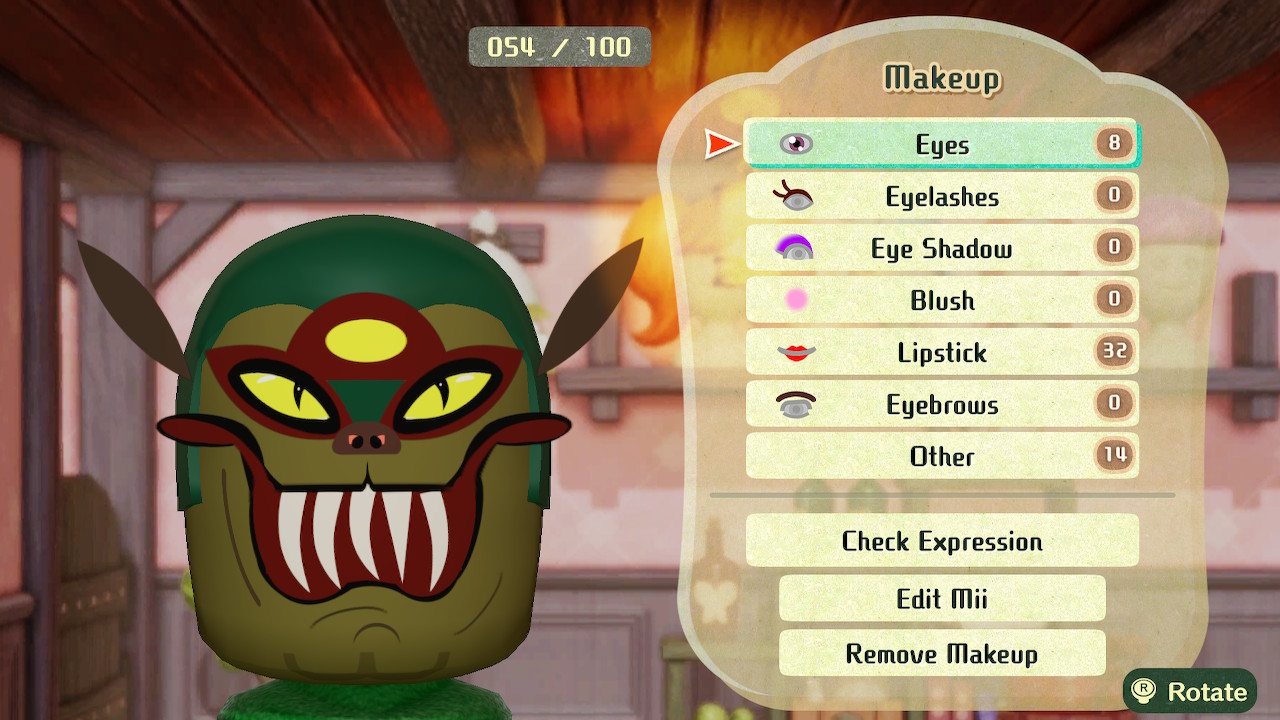 054 / 100
Makeup
Eyes 8
Eyelashes 0
Eye Shadow 0
Blush 0
Lipstick 32
Eyebrows 0
Other 14
Check Expression
Edit Mii
Remove Makeup
R Rotate